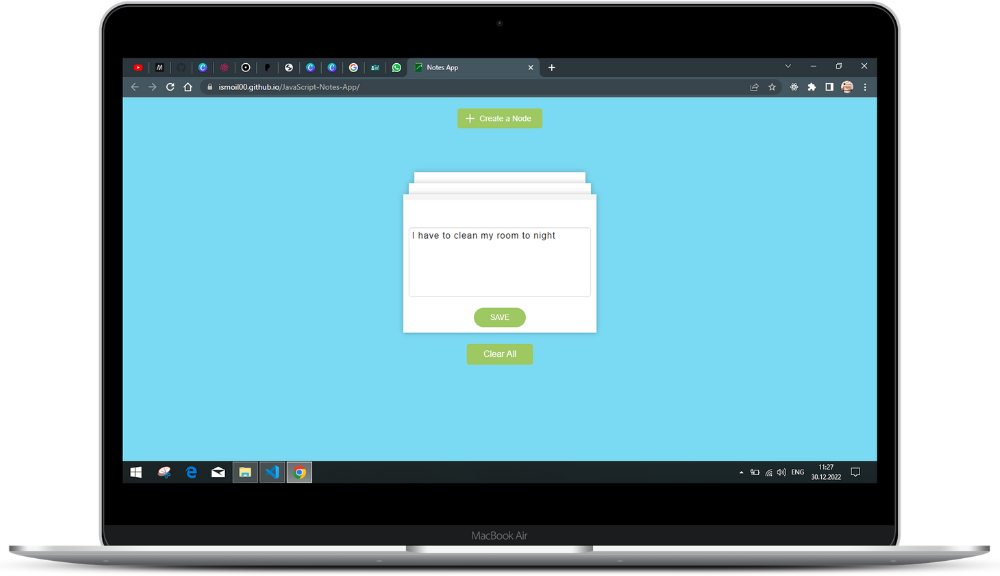 Notes App
ismoil00.github.io/JavaScript-Notes-App/
Create a Node
I have to clean my room to night
SAVE
Clear All
ENG
11:27
30.12.2022
MacBook Air